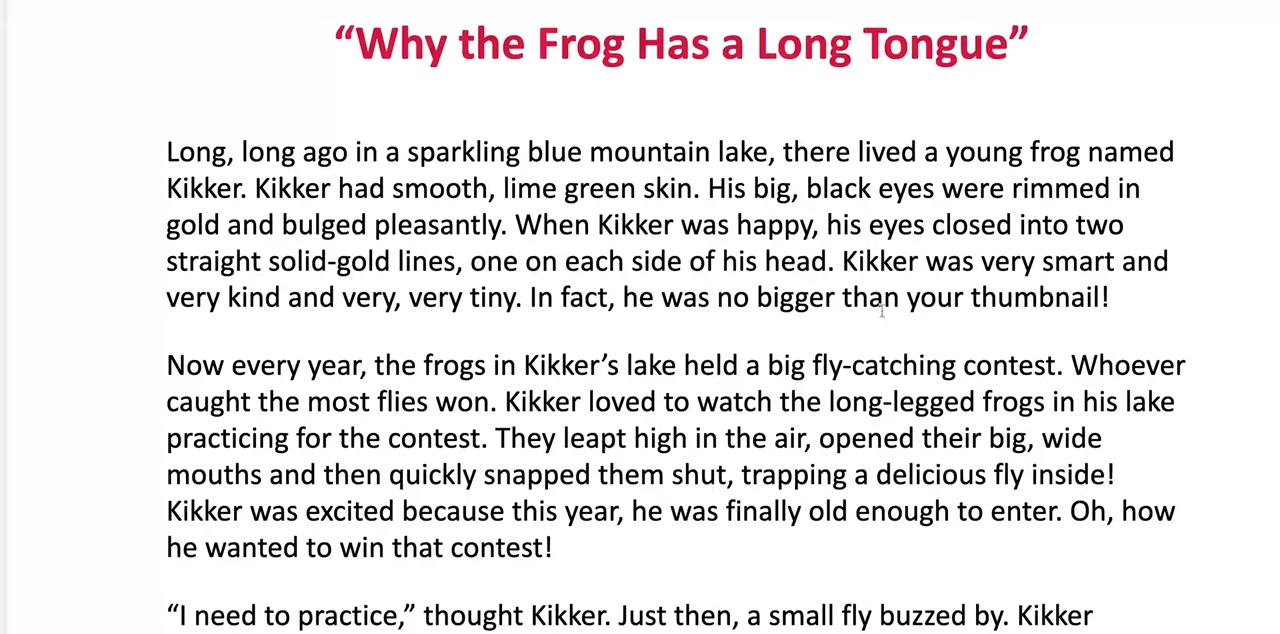 “Why the Frog Has a Long Tongue”
Long, long ago in a sparkling blue mountain lake, there lived a young frog named
Kikker. Kikker had smooth, lime green skin. His big, black eyes were rimmed in
gold and bulged pleasantly. When Kikker was happy, his eyes closed into two
straight solid-gold lines, one on each side of his head. Kikker was very smart and
very kind and very, very tiny. In fact, he was no bigger than your thumbnail!
Now every year, the frogs in Kikker’s lake held a big fly-catching contest. Whoever
caught the most flies won. Kikker loved to watch the long-legged frogs in his lake
practicing for the contest. They leapt high in the air, opened their big, wide
mouths and then quickly snapped them shut, trapping a delicious fly inside!
Kikker was excited because this year, he was finally old enough to enter. Oh, how
he wanted to win that contest!
“I need to practice,” thought Kikker. Just then, a small fly buzzed by. Kikker